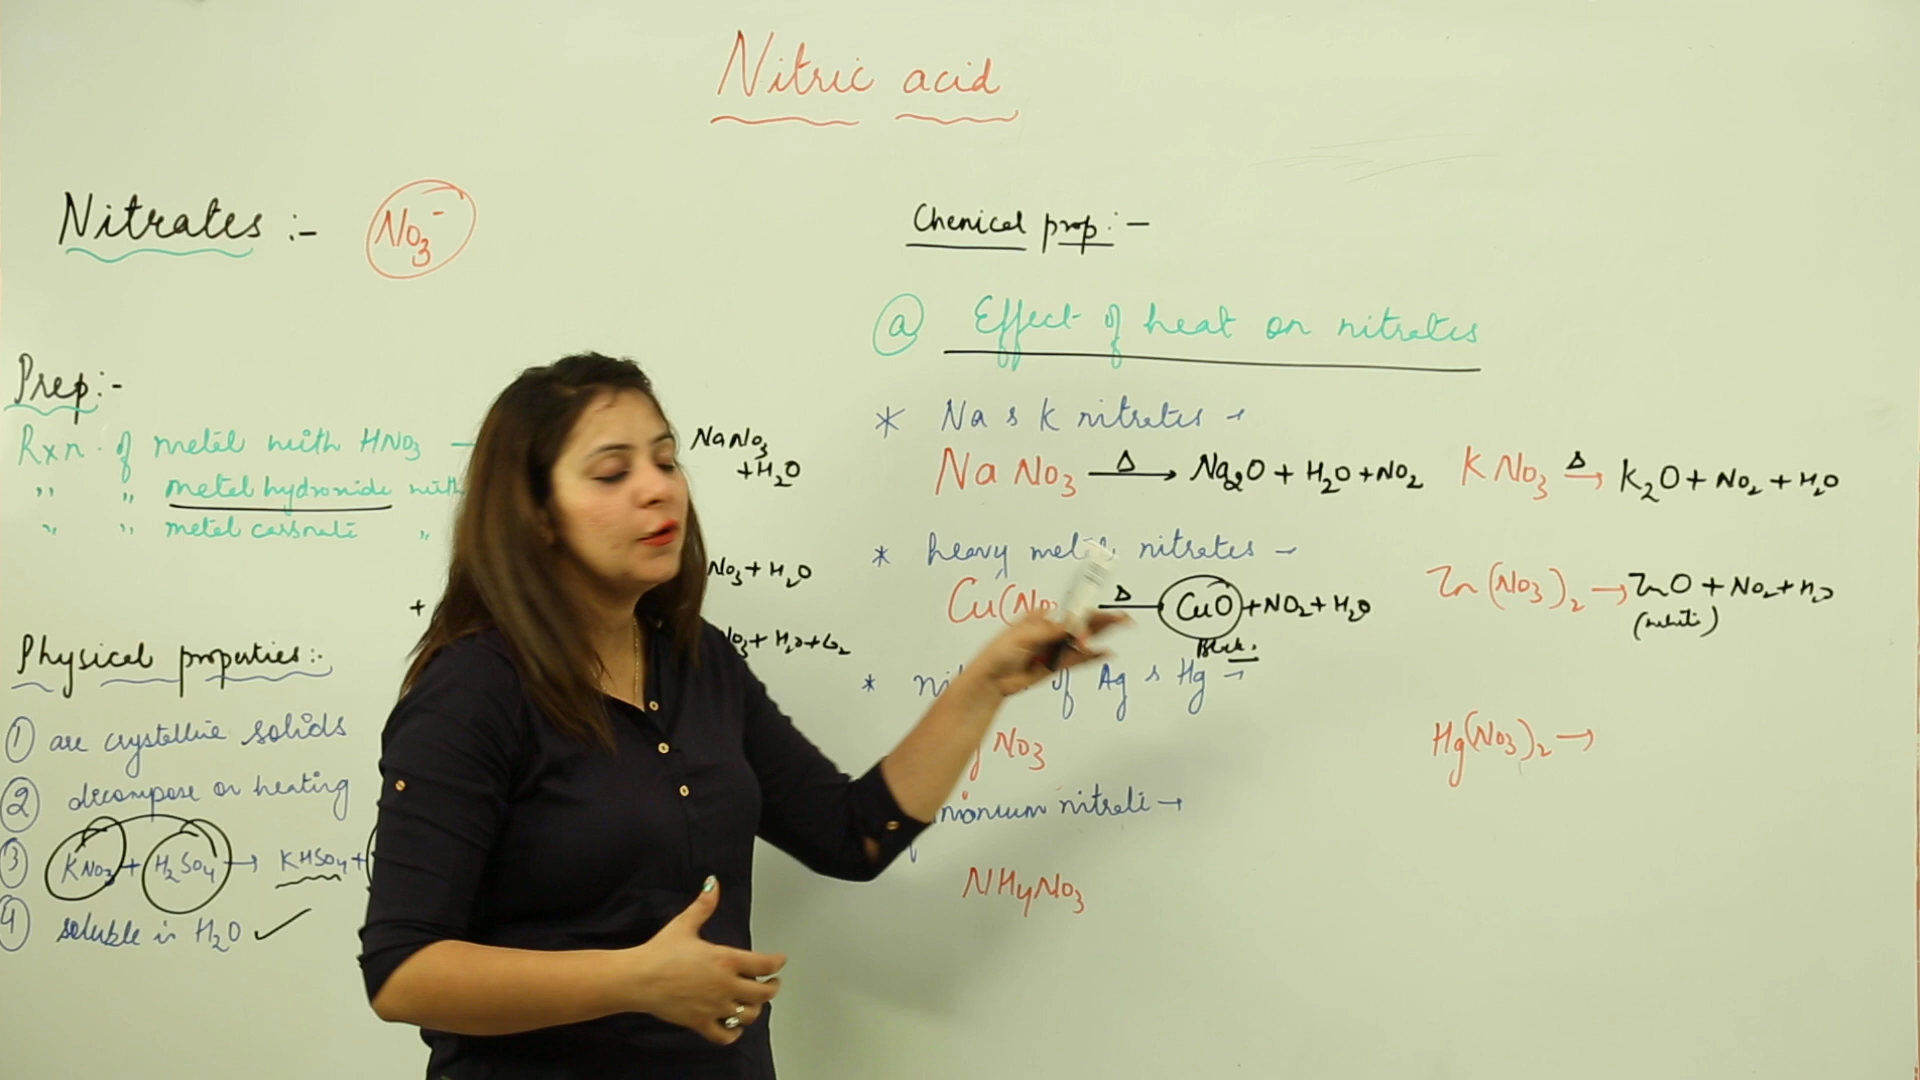 Nitric acid
Nitrates :- NO3-
Prep:-
Rxn. of metal with HNO3 -
,, ,, metal hydroxide with
,, ,, metal carbonate ,,
NaNO3
+H2O
NO3 + H2O
+
NO3 + H2O + CO2
Physical properties:-
① are crystalline solids
② decompose on heating
③ KNO3 + H2SO4 → KHSO4 +
④ soluble in H2O ✓
Chemical prop:-
ⓐ Effect of heat on nitrates
* Na & K nitrates →
NaNO3 —Δ→ Na2O + H2O + NO2 KNO3 —Δ→ K2O + NO2 + H2O
* heavy metal nitrates -
Cu(NO3 —Δ→ CuO + NO2 + H2O Zn(NO3)2 → ZnO + NO2 + H2O
Black. (white)
* of Ag & Hg →
NO3 Hg(NO3)2 →
monium nitrate →
NH4NO3